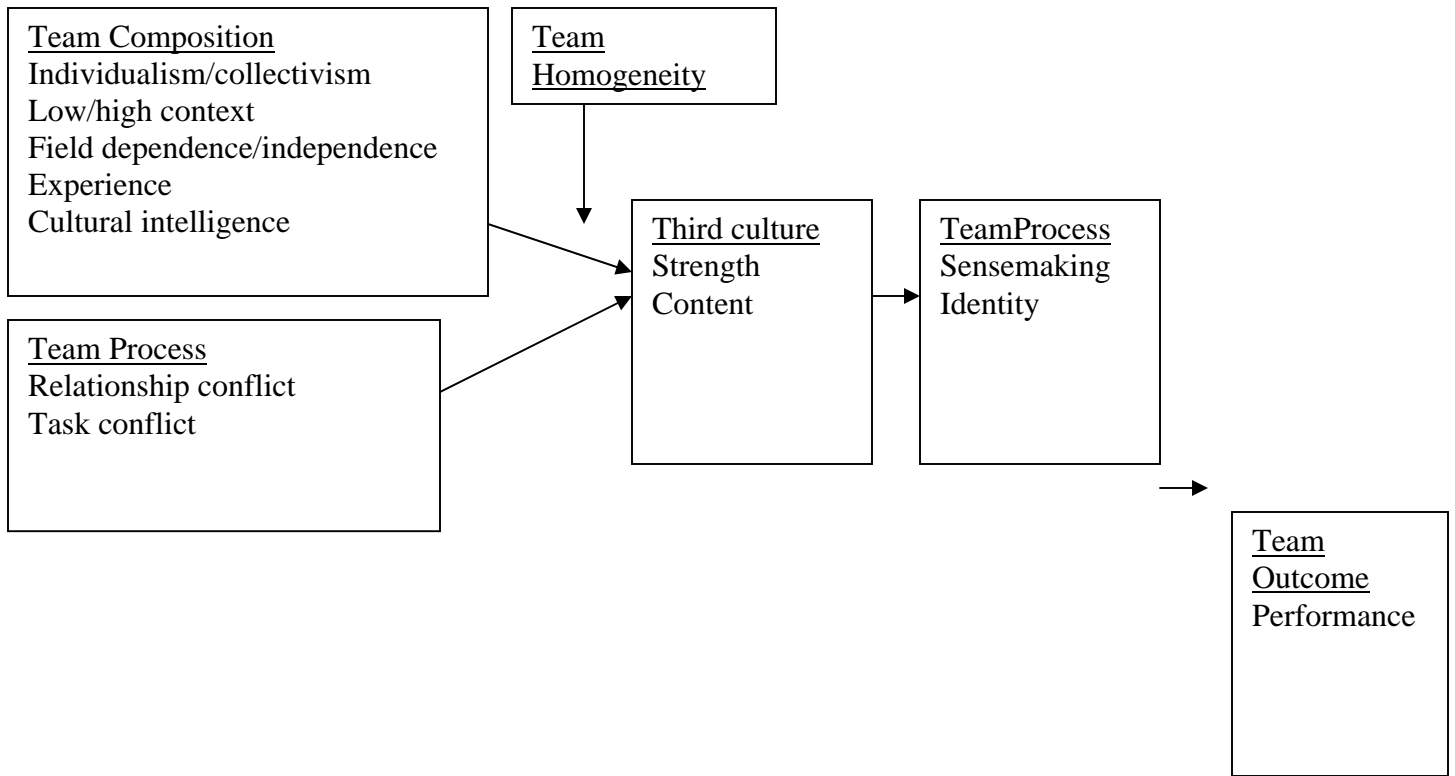 Team Composition
Individualism/collectivism
Low/high context
Field dependence/independence
Experience
Cultural intelligence
Team
Homogeneity
Team Process
Relationship conflict
Task conflict
Third culture
Strength
Content
TeamProcess
Sensemaking
Identity
Team
Outcome
Performance